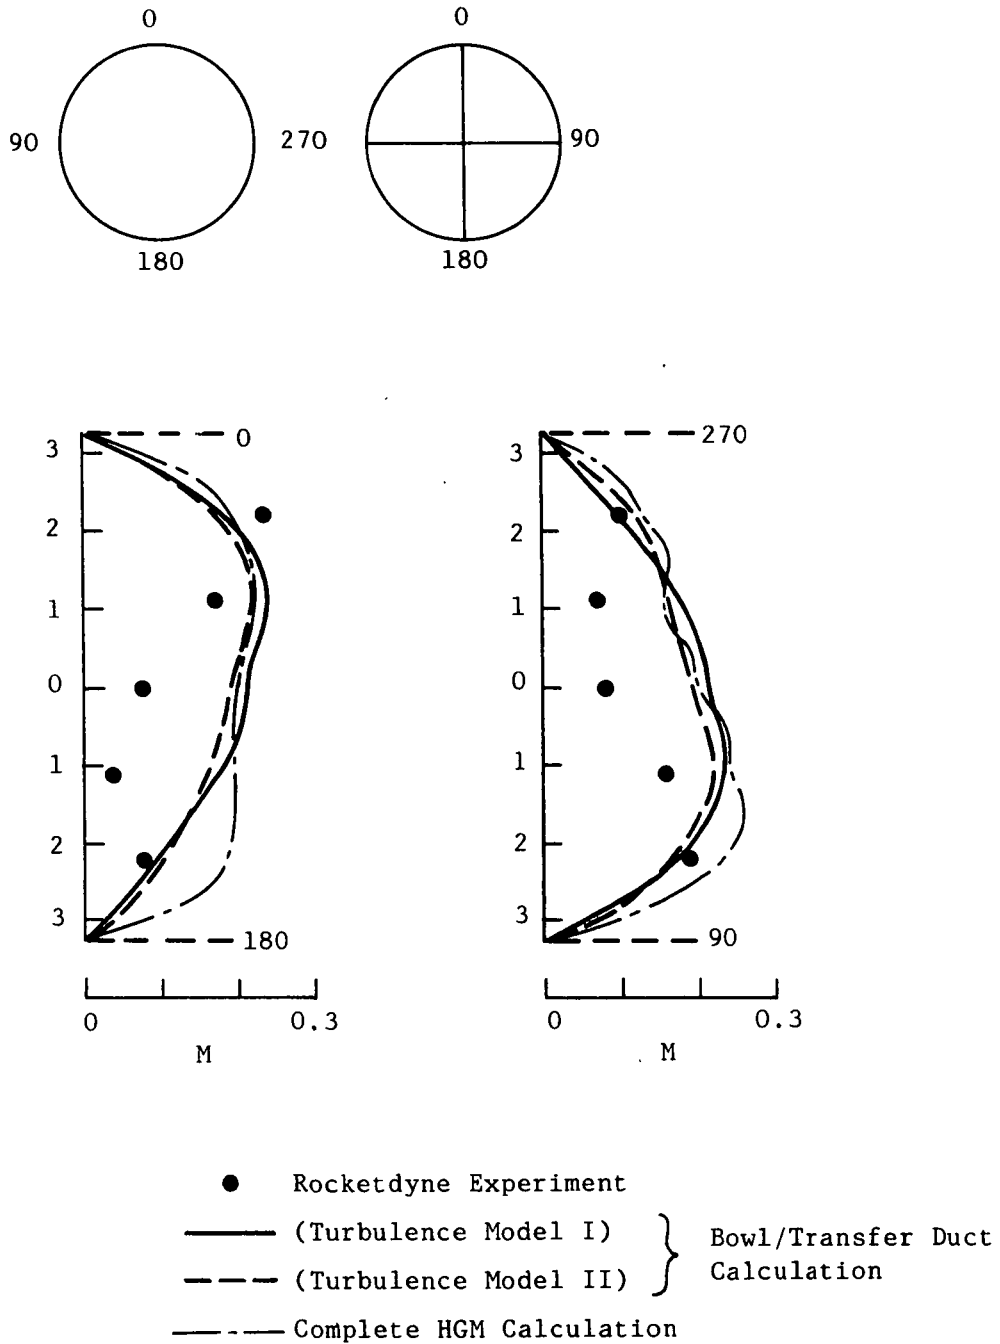 0 0
90 270 90
180 180
0 270
3 3
2 2
1 1
0 0
1 1
2 2
3 3
180 90
0 0.3 0 0.3
M M
Rocketdyne Experiment
(Turbulence Model I)
(Turbulence Model II)
Bowl/Transfer Duct
Calculation
Complete HGM Calculation